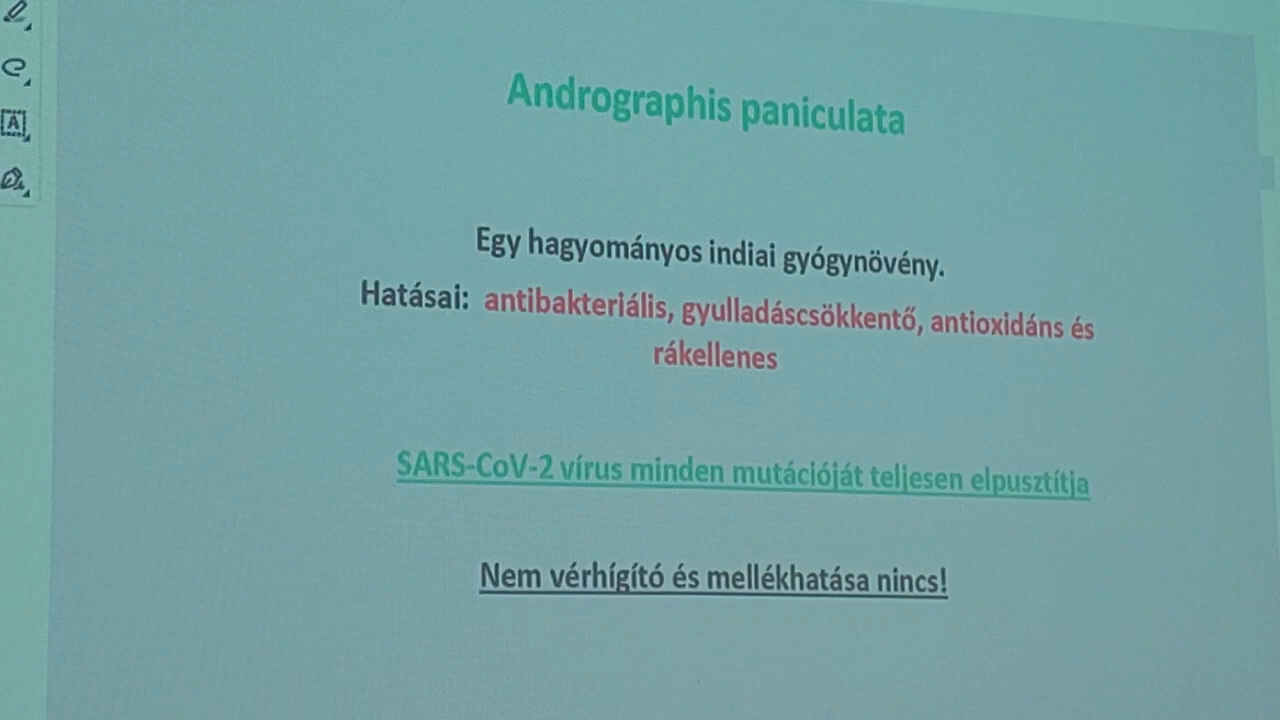 Andrographis paniculata
Egy hagyományos indiai gyógynövény.
Hatásai: antibakteriális, gyulladáscsökkentő, antioxidáns és
rákellenes
SARS-CoV-2 vírus minden mutációját teljesen elpusztítja
Nem vérhígító és mellékhatása nincs!
A